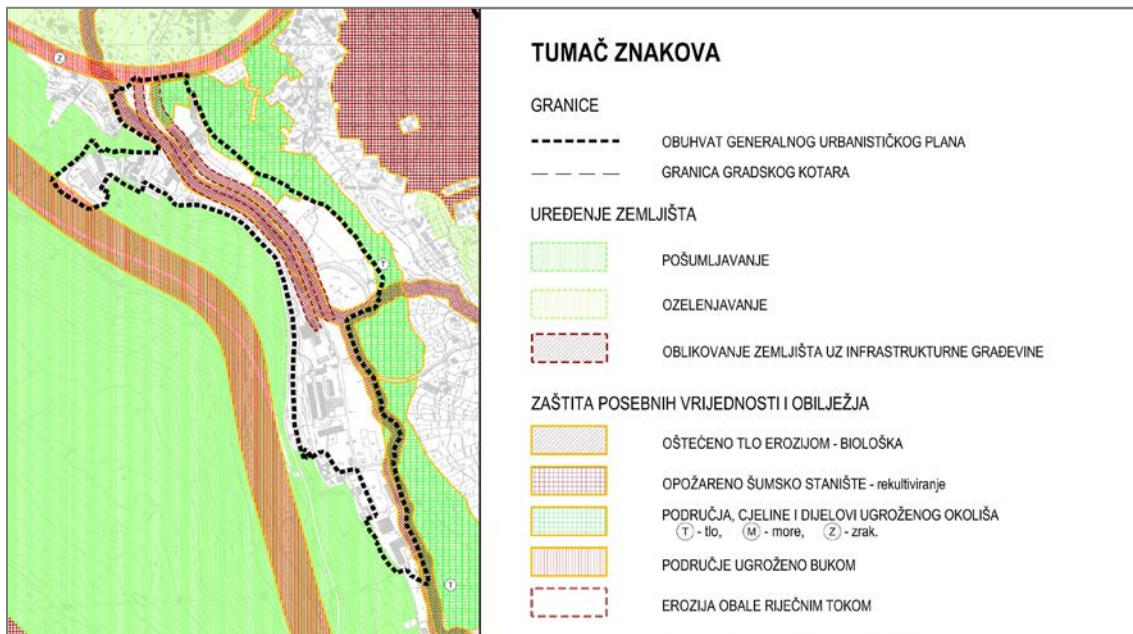 Z
T
T
TUMAČ ZNAKOVA
GRANICE
OBUHVAT GENERALNOG URBANISTIČKOG PLANA
GRANICA GRADSKOG KOTARA
UREĐENJE ZEMLJIŠTA
POŠUMLJAVANJE
OZELENJAVANJE
OBLIKOVANJE ZEMLJIŠTA UZ INFRASTRUKTURNE GRAĐEVINE
ZAŠTITA POSEBNIH VRIJEDNOSTI I OBILJEŽJA
OŠTEĆENO TLO EROZIJOM - BIOLOŠKA
OPOŽARENO ŠUMSKO STANIŠTE - rekultiviranje
PODRUČJA, CJELINE I DIJELOVI UGROŽENOG OKOLIŠA
T - tlo, M - more, Z - zrak.
PODRUČJE UGROŽENO BUKOM
EROZIJA OBALE RIJEČNIM TOKOM